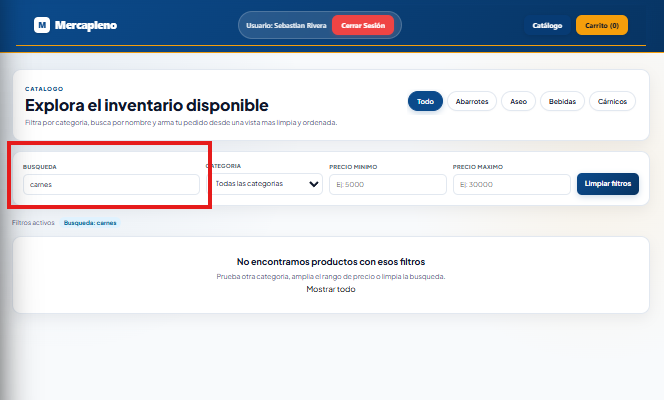 M Mercapleno
Usuario: Sebastian Rivera Cerrar Sesión
Catálogo Carrito (0)
CATALOGO
Explora el inventario disponible
Filtra por categoria, busca por nombre y arma tu pedido desde una vista mas limpia y ordenada.
Todo Abarrotes Aseo Bebidas Cárnicos
BUSQUEDA CATEGORIA PRECIO MINIMO PRECIO MAXIMO
carnes Todas las categorias Ej: 5000 Ej: 30000 Limpiar filtros
Filtros activos Busqueda: carnes
No encontramos productos con esos filtros
Prueba otra categoria, amplia el rango de precio o limpia la busqueda.
Mostrar todo